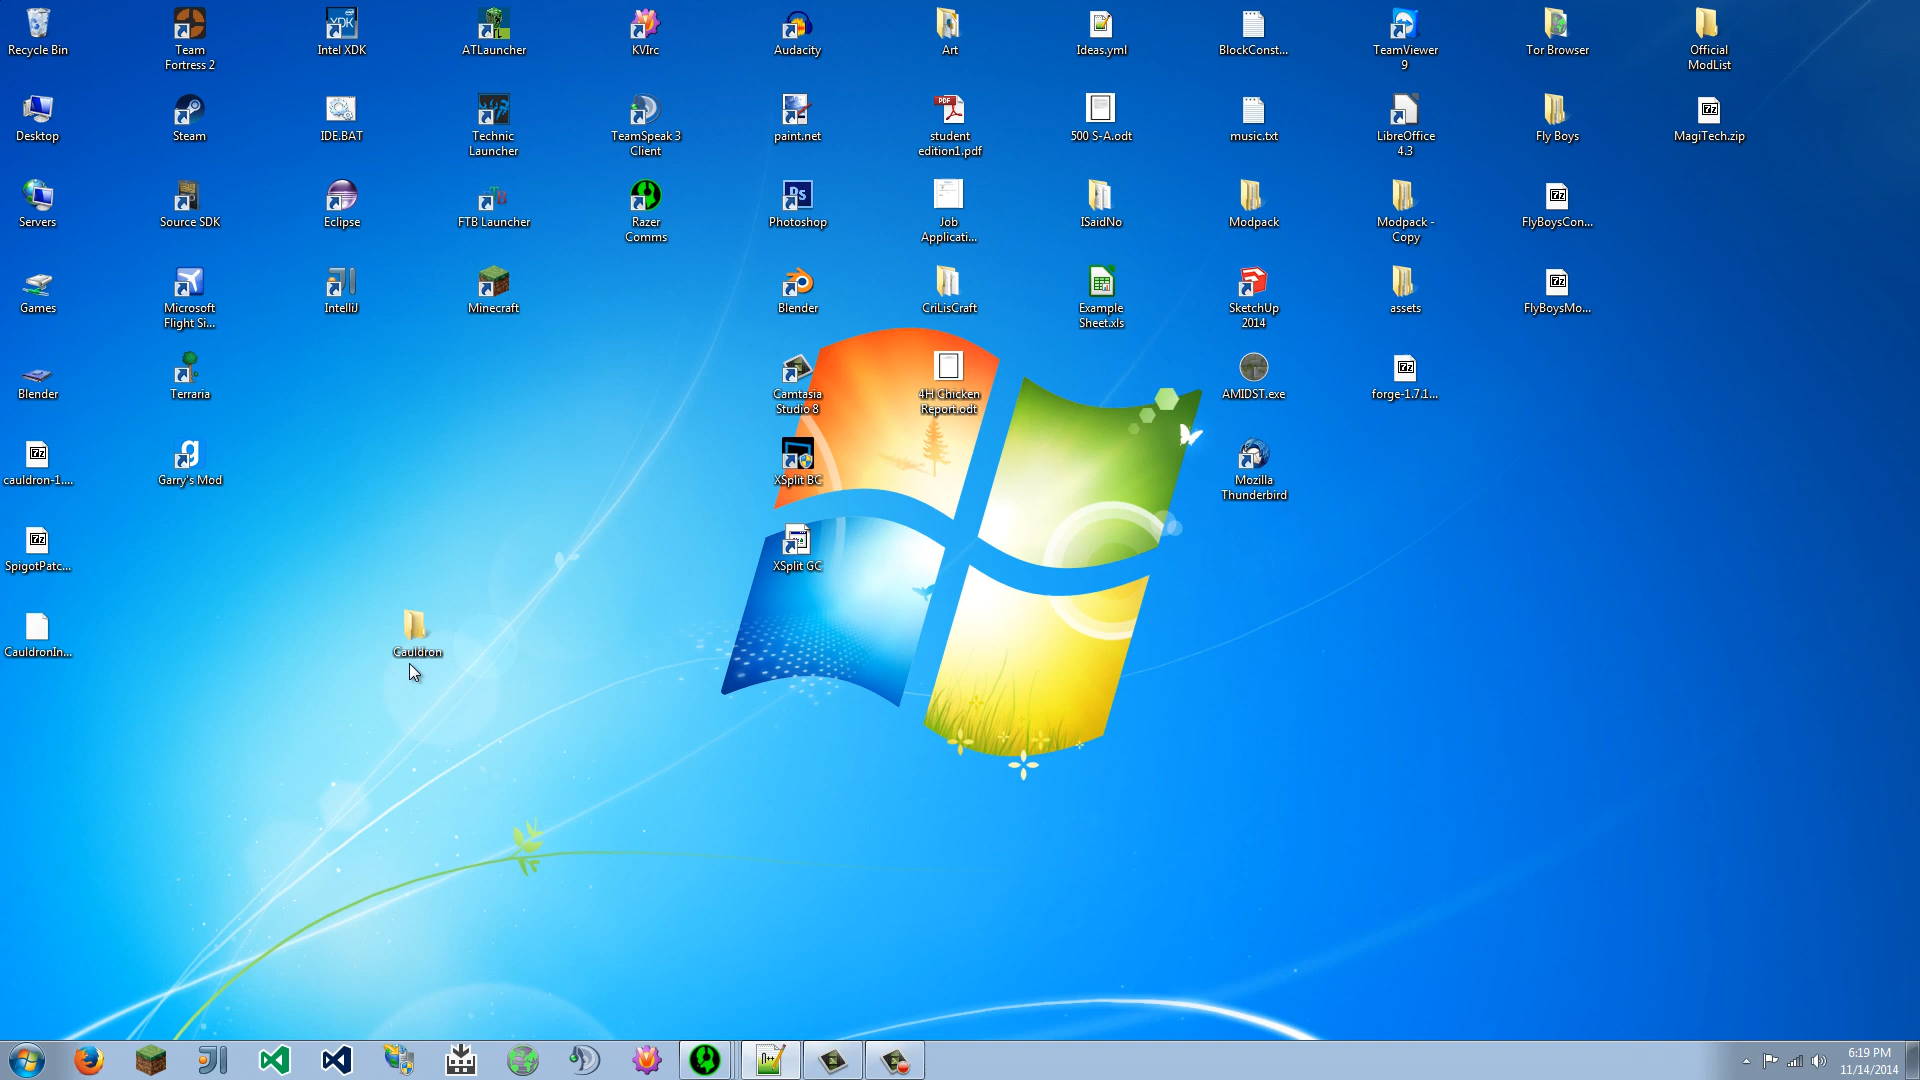 Recycle Bin
Team
Fortress 2
Intel XDK
ATLauncher
KVIrc
Audacity
Art
Ideas.yml
BlockConst...
TeamViewer
9
Tor Browser
Official
ModList
Desktop
Steam
IDE.BAT
Technic
Launcher
TeamSpeak 3
Client
paint.net
student
edition1.pdf
500 S-A.odt
music.txt
LibreOffice
4.3
Fly Boys
MagiTech.zip
Servers
Source SDK
Eclipse
FTB Launcher
Razer
Comms
Photoshop
Job
Applicati...
ISaidNo
Modpack
Modpack -
Copy
FlyBoysCon...
Games
Microsoft
Flight Si...
IntelliJ
Minecraft
Blender
CriLisCraft
Example
Sheet.xls
SketchUp
2014
assets
FlyBoysMo...
Blender
Terraria
Camtasia
Studio 8
4H Chicken
Report.odt
AMIDST.exe
forge-1.7.1...
cauldron-1....
Garry's Mod
XSplit BC
Mozilla
Thunderbird
SpigotPatc...
XSplit GC
CauldronIn...
Cauldron
6:19 PM
11/14/2014